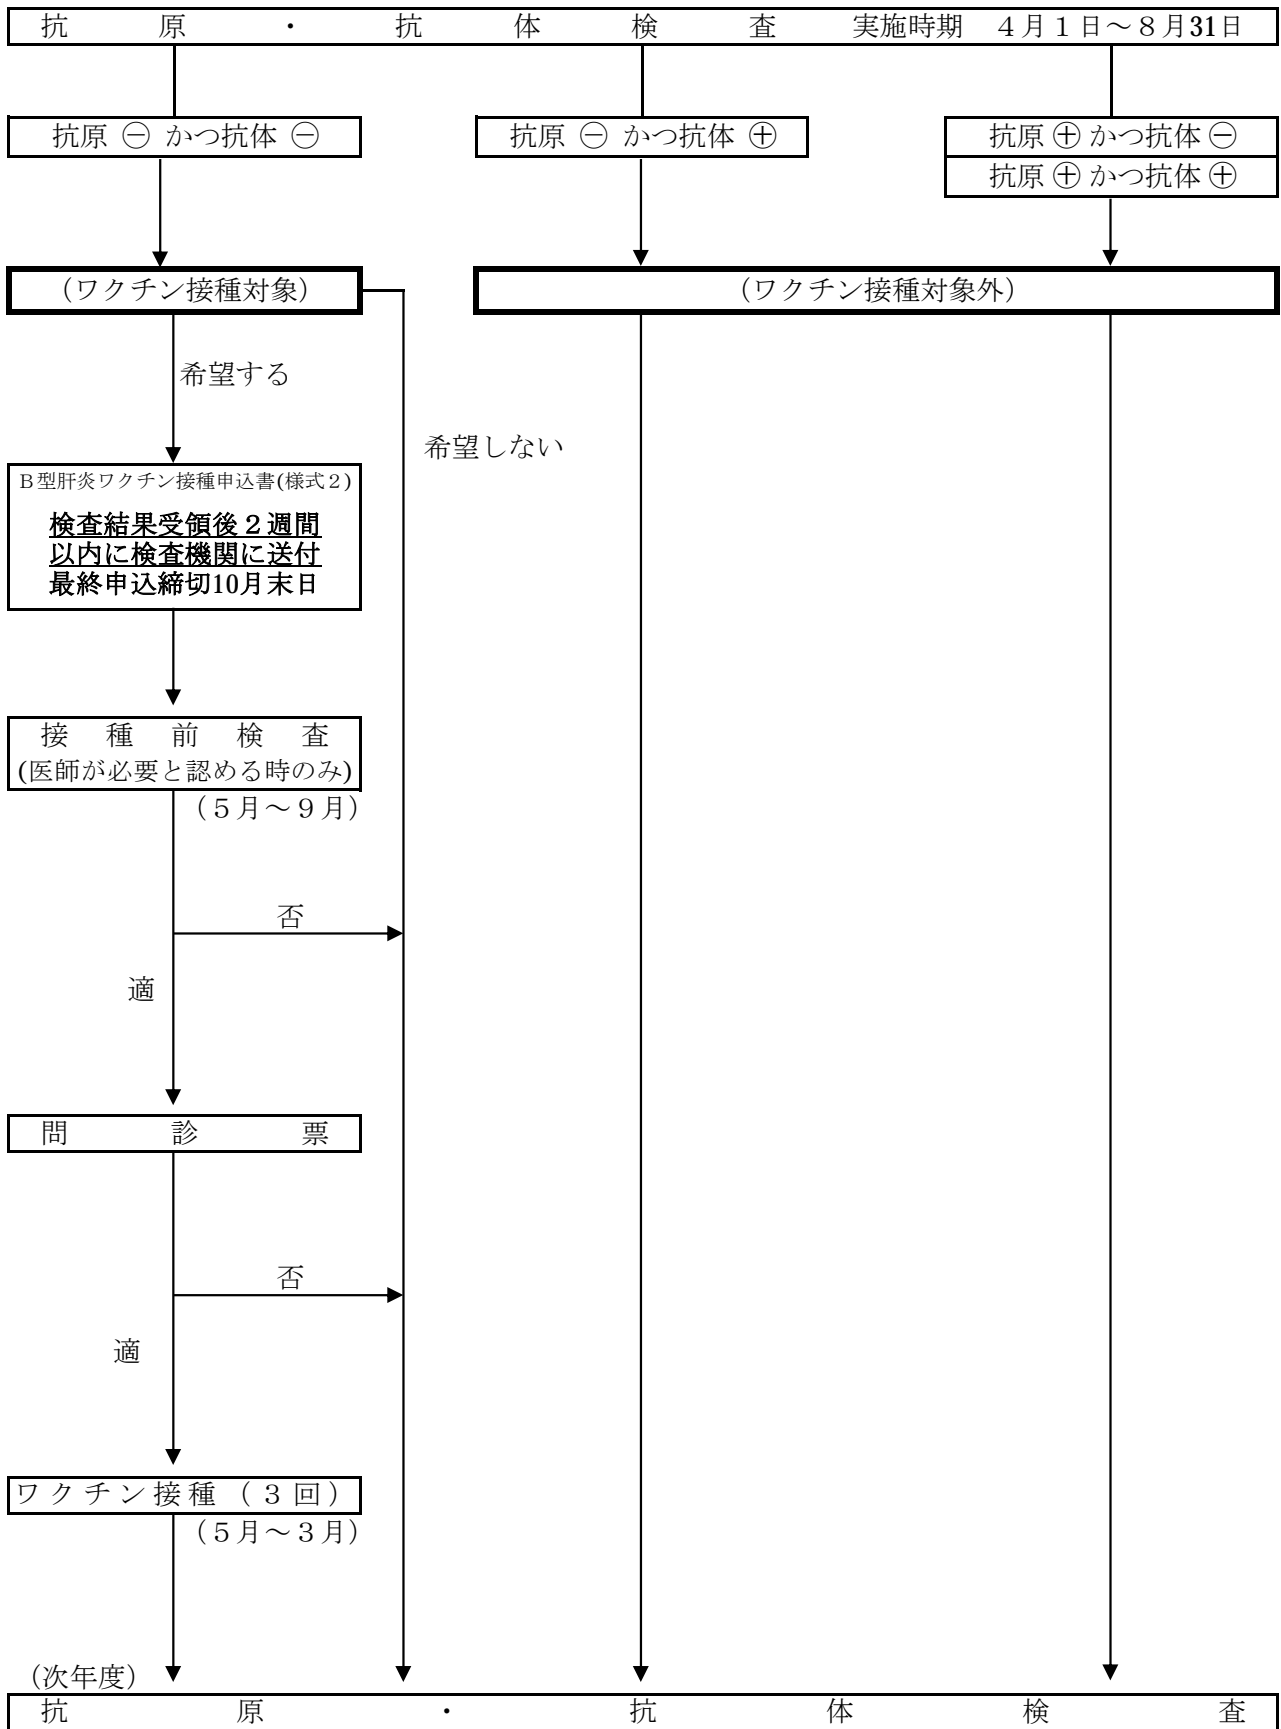 抗原・抗体検査 実施時期 ４月１日～８月31日
抗原 ㊀ かつ抗体 ㊀
抗原 ㊀ かつ抗体 ⊕
抗原 ⊕ かつ抗体 ㊀
抗原 ⊕ かつ抗体 ⊕
（ワクチン接種対象）
（ワクチン接種対象外）
希望する
希望しない
Ｂ型肝炎ワクチン接種申込書(様式２)
検査結果受領後２週間
以内に検査機関に送付
最終申込締切10月末日
接種前検査
(医師が必要と認める時のみ)
（５月～９月）
否
適
問診票
否
適
ワクチン接種（３回）
（５月～３月）
（次年度）
抗原・抗体検査